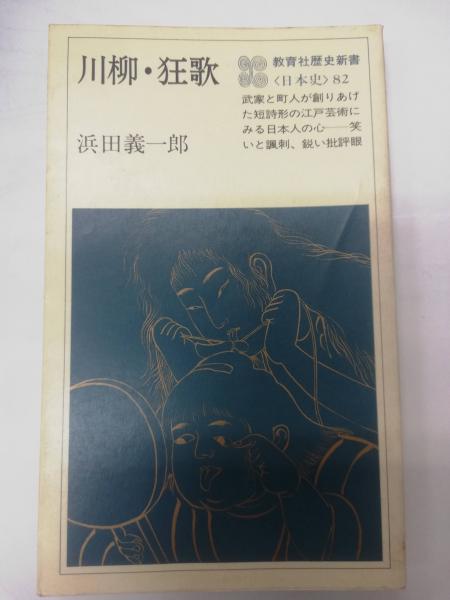 川柳・狂歌
浜田義一郎
教育社歴史新書
〈日本史〉82
武家と町人が創りあげ
た短詩形の江戸芸術に
みる日本人の心──笑
いと諷刺、鋭い批評眼